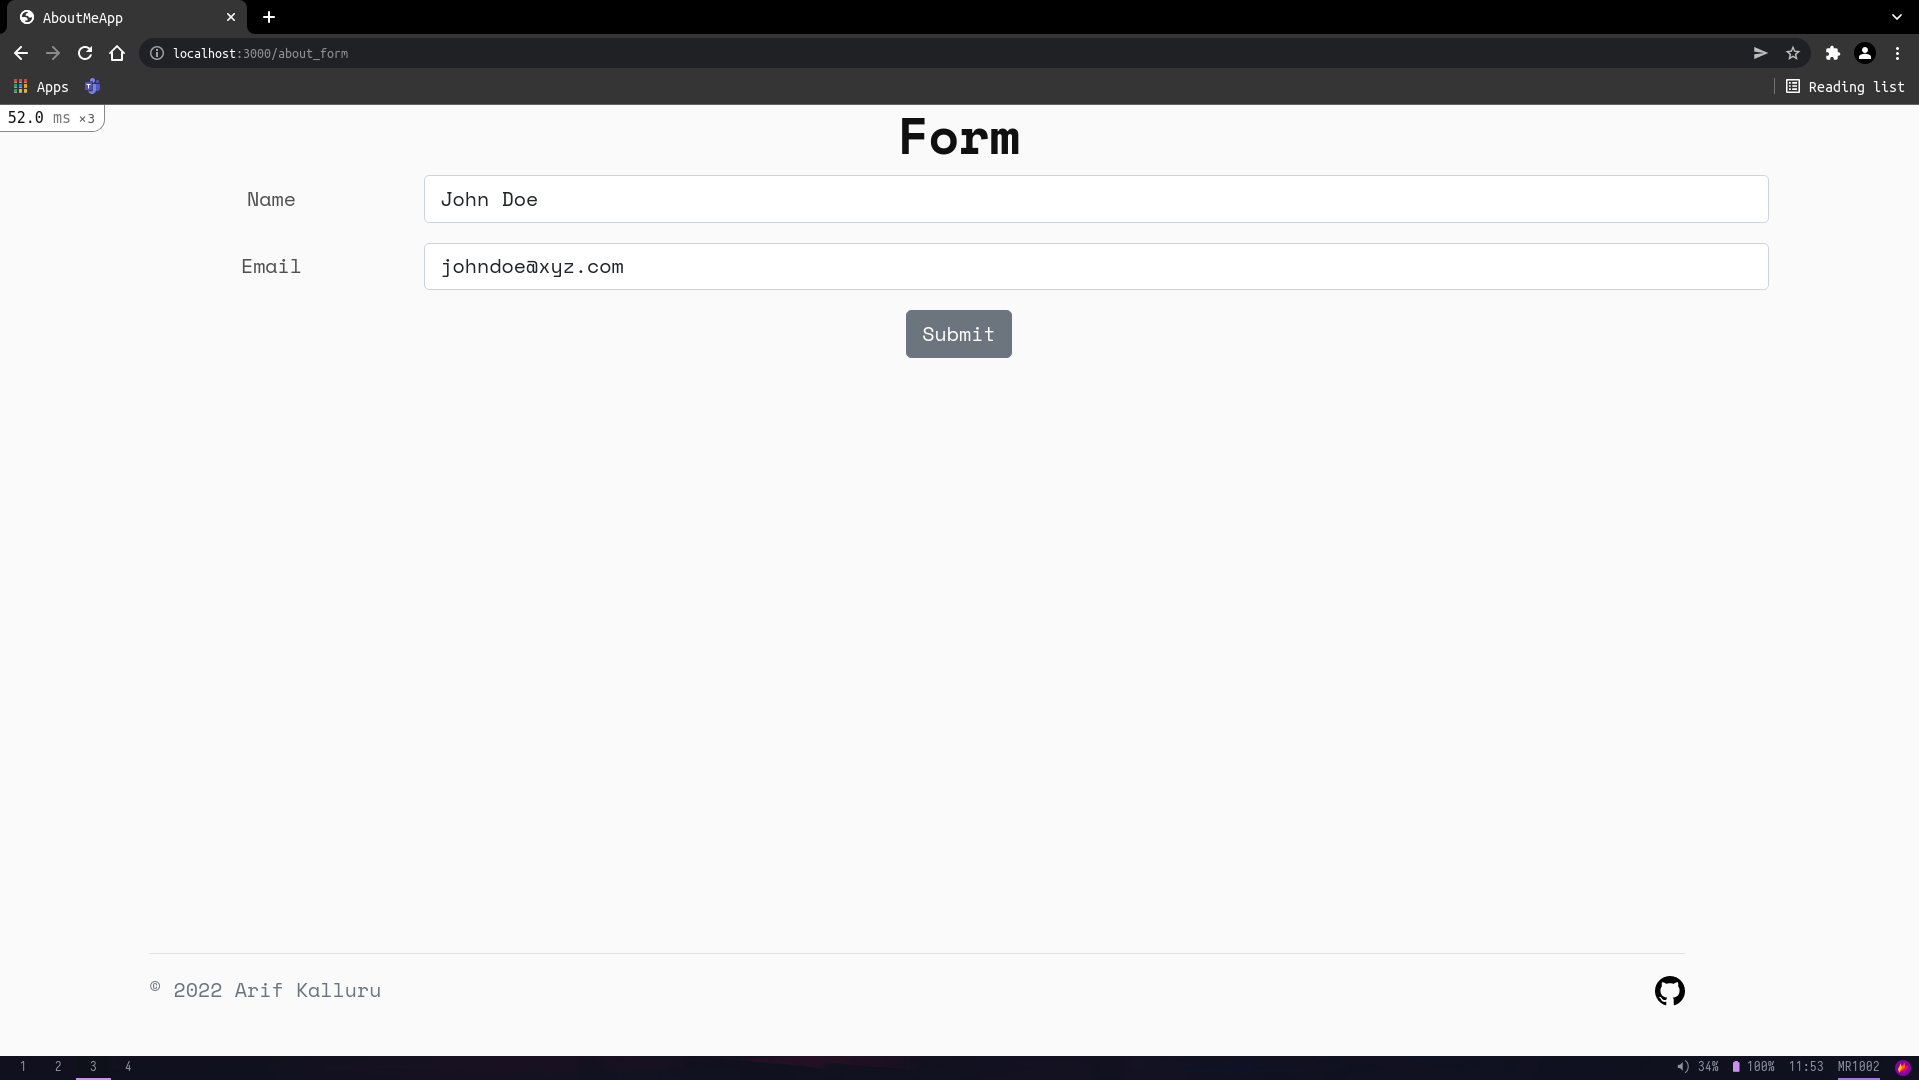 AboutMeApp
localhost:3000/about_form
Apps
Reading list
52.0 ms ×3
Form
Name
John Doe
Email
johndoe@xyz.com
Submit
© 2022 Arif Kalluru
1 2 3 4
34% 100% 11:53 MR1002